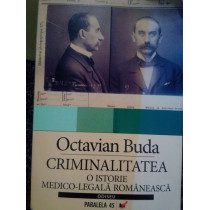 Octavian Buda
CRIMINALITATEA
O ISTORIE
MEDICO-LEGALĂ ROMÂNEASCĂ
PARALELA 45